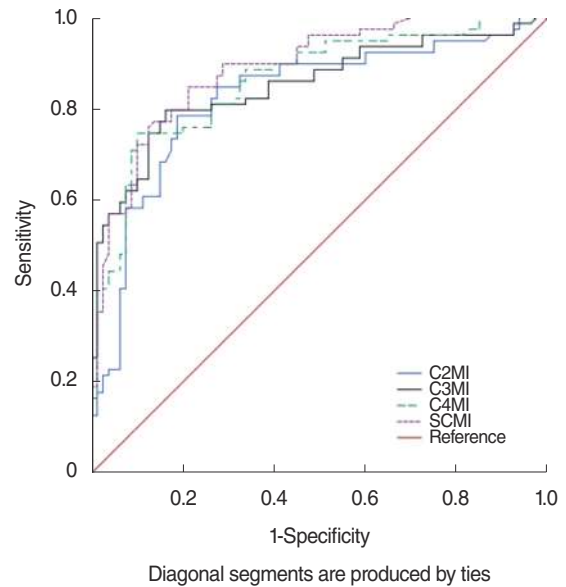 1.0
0.8
0.6
0.4
0.2
0
Sensitivity
C2MI
C3MI
C4MI
SCMI
Reference
0.2 0.4 0.6 0.8 1.0
1-Specificity
Diagonal segments are produced by ties